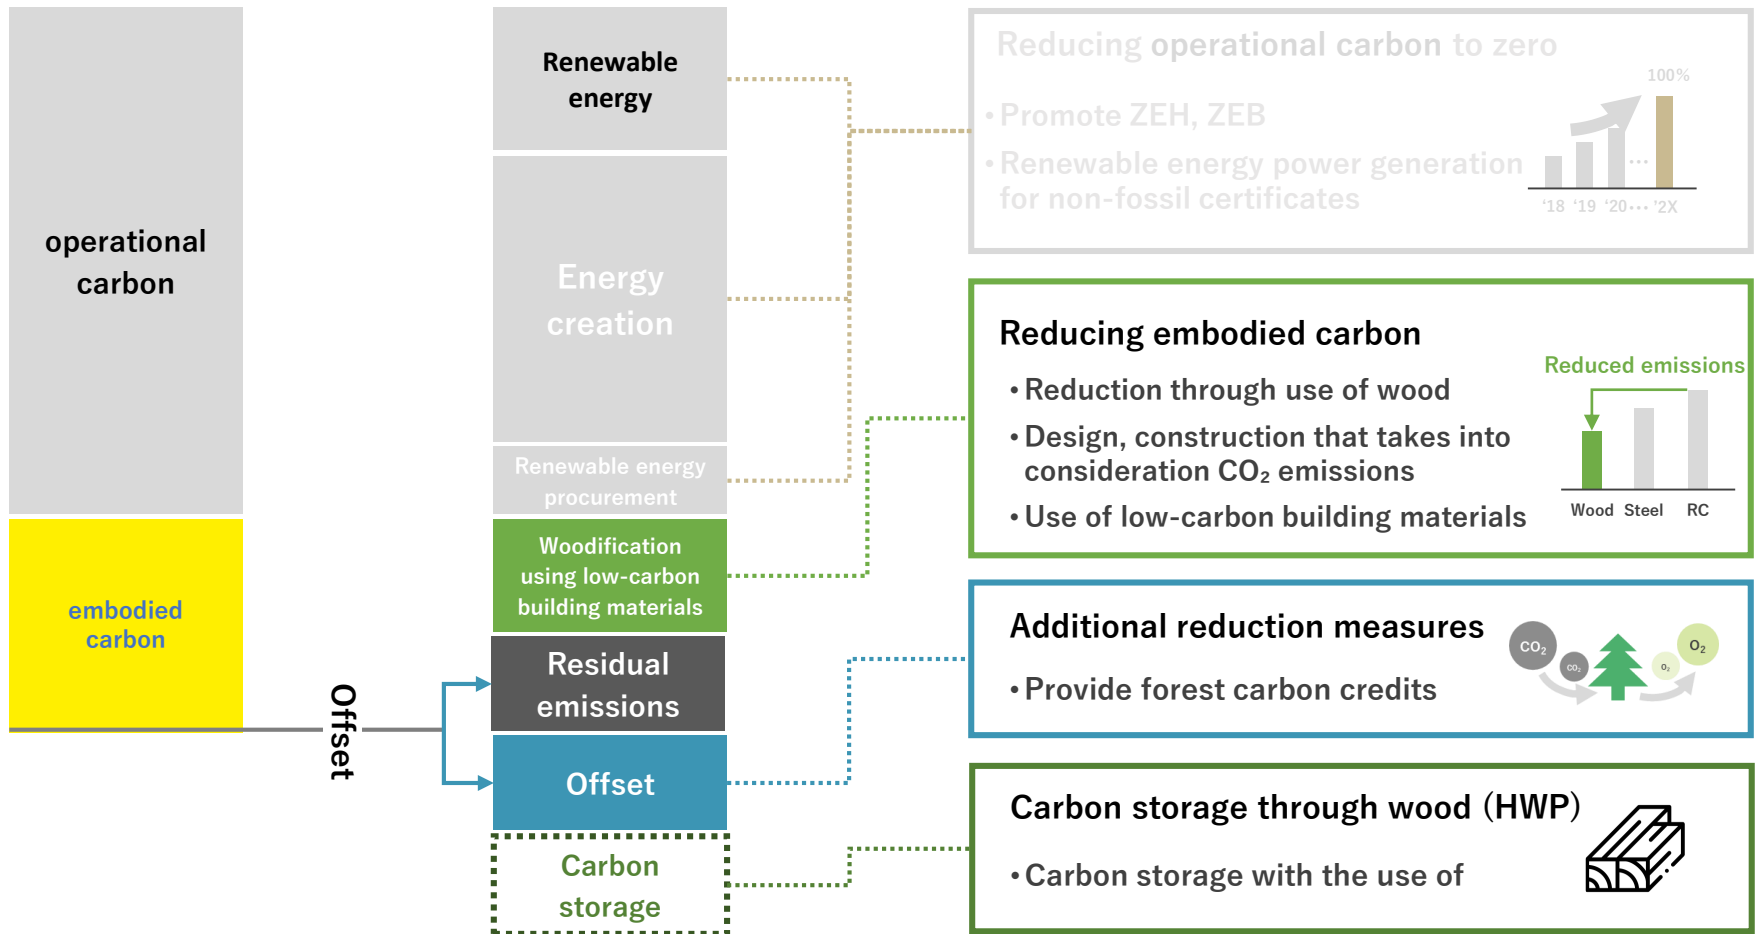 operational
carbon
embodied
carbon
Offset
Renewable
energy
Energy
creation
Renewable energy
procurement
Woodification
using low-carbon
building materials
Residual
emissions
Offset
Carbon
storage
Reducing operational carbon to zero
• Promote ZEH, ZEB
• Renewable energy power generation
for non-fossil certificates
100%
...
‘18 ‘19 ‘20 ••• ’2X
Reducing embodied carbon
• Reduction through use of wood
• Design, construction that takes into
consideration CO₂ emissions
• Use of low-carbon building materials
Reduced emissions
Wood Steel RC
Additional reduction measures
• Provide forest carbon credits
CO₂
CO₂
O₂
O₂
Carbon storage through wood (HWP)
• Carbon storage with the use of